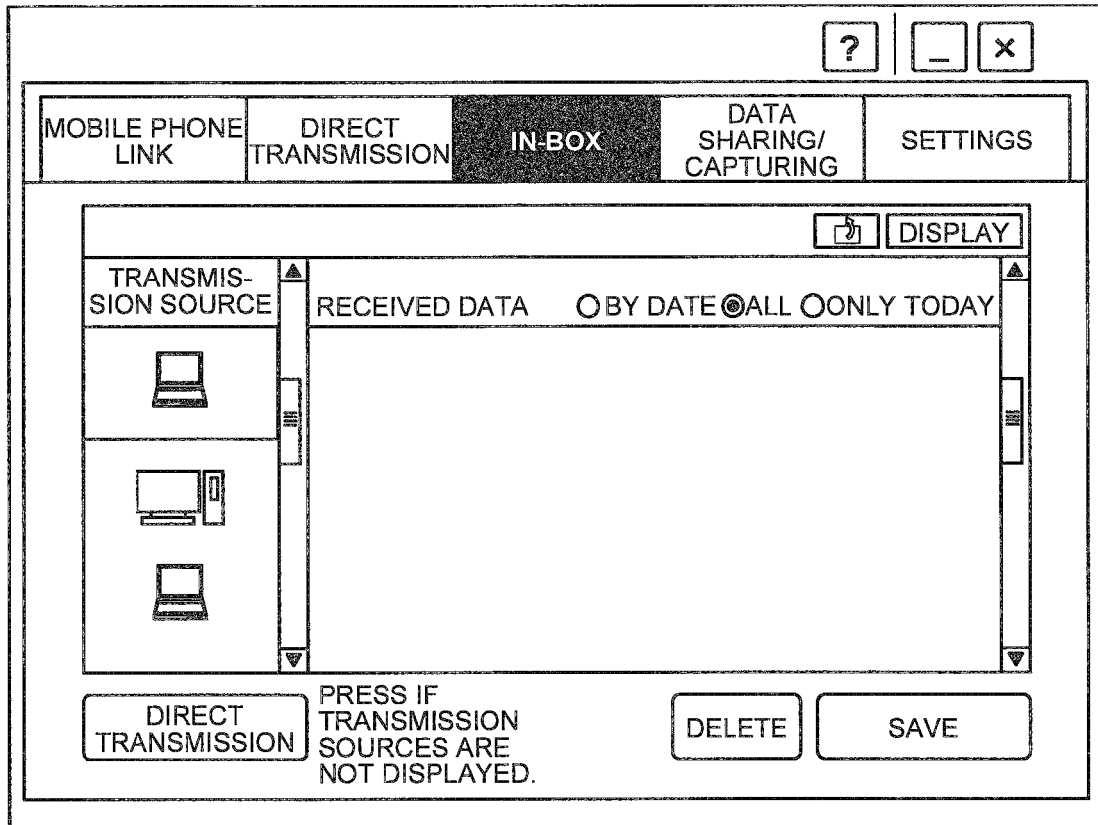 ?
_
×
MOBILE PHONE
LINK
DIRECT
TRANSMISSION
IN-BOX
DATA
SHARING/
CAPTURING
SETTINGS
DISPLAY
TRANSMIS-
SION SOURCE
RECEIVED DATA BY DATE ALL ONLY TODAY
DIRECT
TRANSMISSION
PRESS IF
TRANSMISSION
SOURCES ARE
NOT DISPLAYED.
DELETE
SAVE